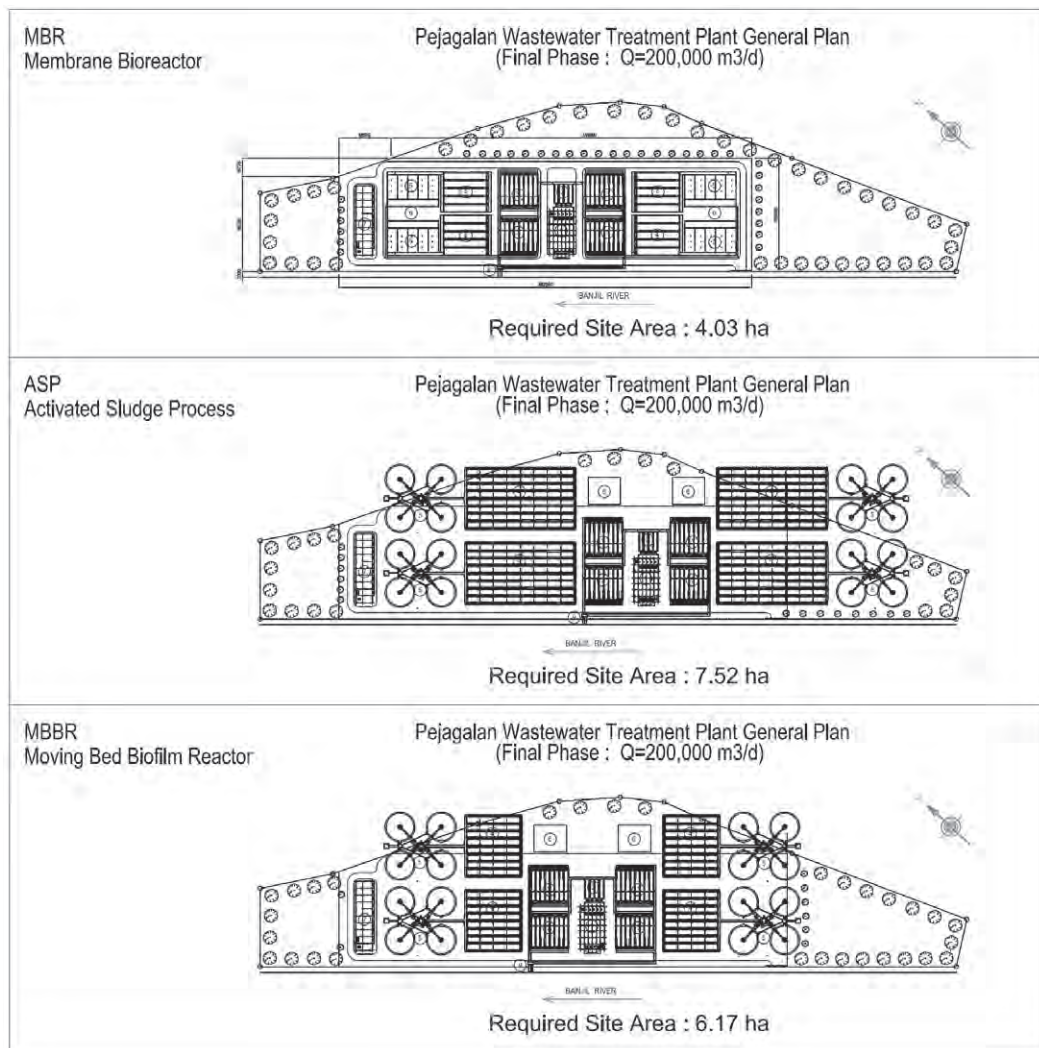 MBR
Membrane Bioreactor
Pejagalan Wastewater Treatment Plant General Plan
(Final Phase : Q=200,000 m3/d)
BANJIL RIVER
Required Site Area : 4.03 ha
ASP
Activated Sludge Process
Pejagalan Wastewater Treatment Plant General Plan
(Final Phase : Q=200,000 m3/d)
BANJIL RIVER
Required Site Area : 7.52 ha
MBBR
Moving Bed Biofilm Reactor
Pejagalan Wastewater Treatment Plant General Plan
(Final Phase : Q=200,000 m3/d)
BANJIL RIVER
Required Site Area : 6.17 ha